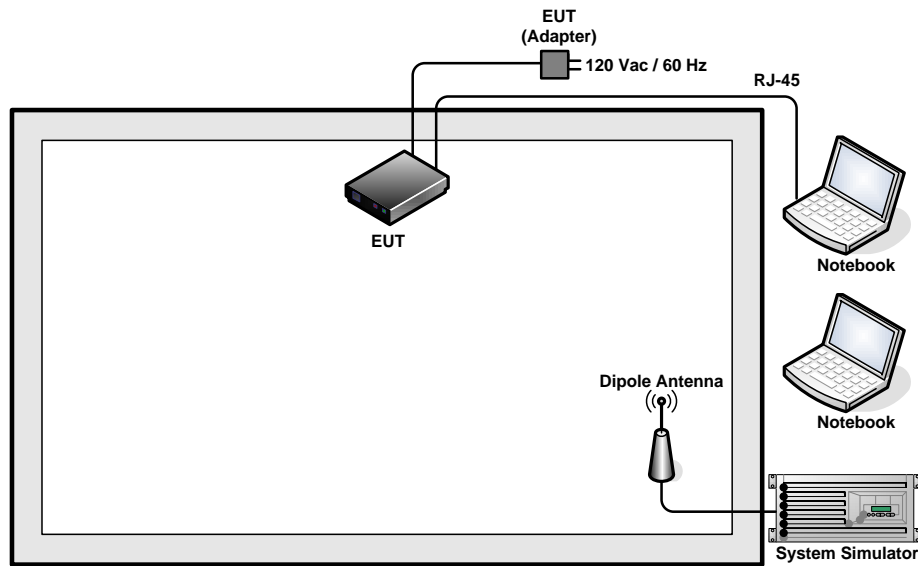 EUT
(Adapter)
120 Vac / 60 Hz
RJ-45
EUT
Notebook
Dipole Antenna
Notebook
System Simulator